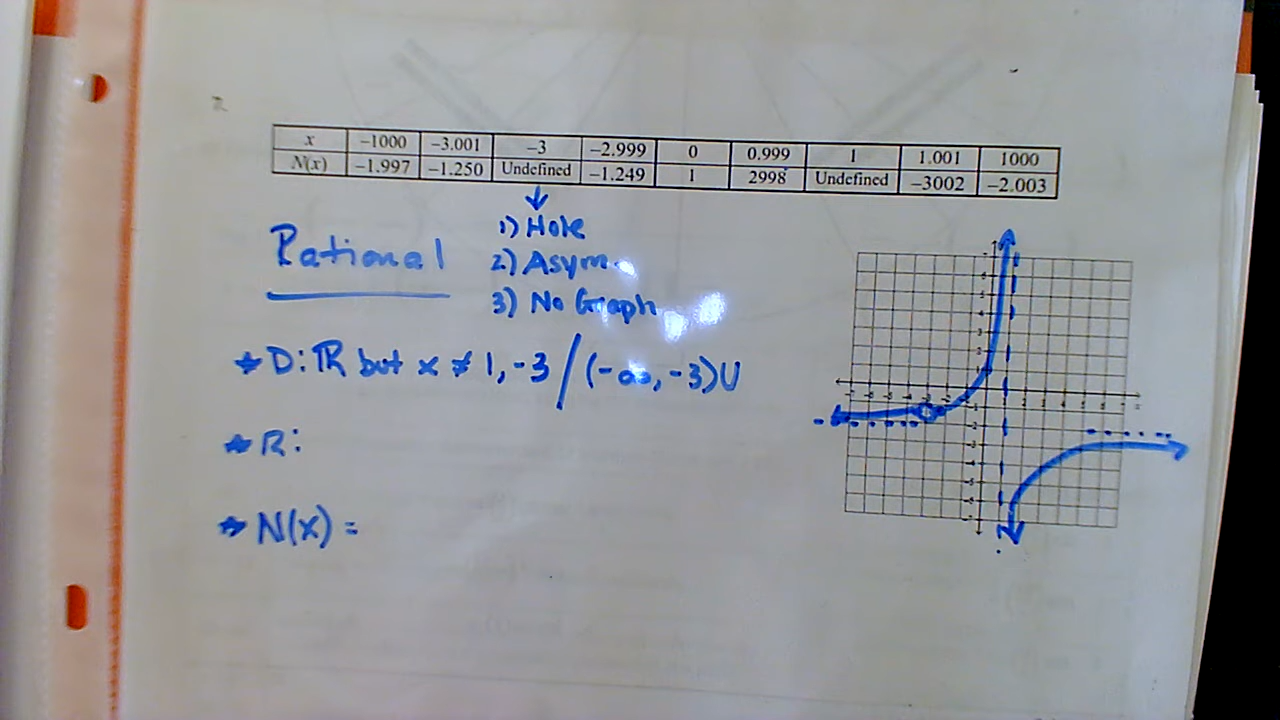 x −1000 −3.001 −3 −2.999 0 0.999 1 1.001 1000
N(x) −1.997 −1.250 Undefined −1.249 1 2998 Undefined −3002 −2.003
Rational
1) Hole
2) Asym.
3) No Graph
* D: ℝ but x ≠ 1, -3 / (-∞, -3) U
* R:
* N(x) =